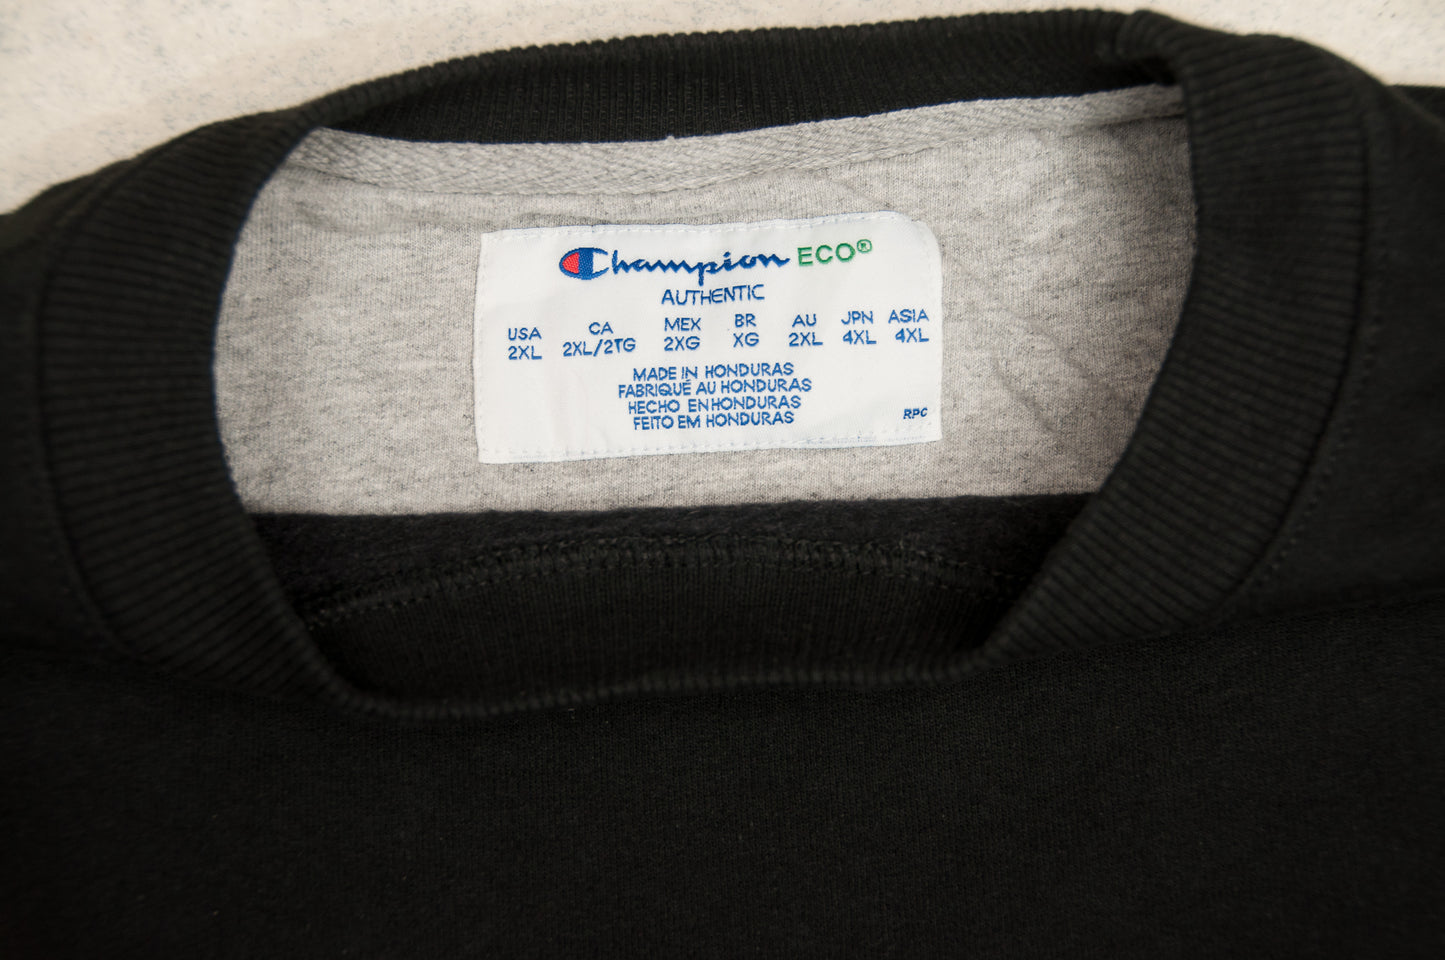 Champion ECO®
AUTHENTIC
USA CA MEX BR AU JPN ASIA
2XL 2XL/2TG 2XG XG 2XL 4XL 4XL
MADE IN HONDURAS
FABRIQUÉ AU HONDURAS
HECHO EN HONDURAS
FEITO EM HONDURAS
RPC